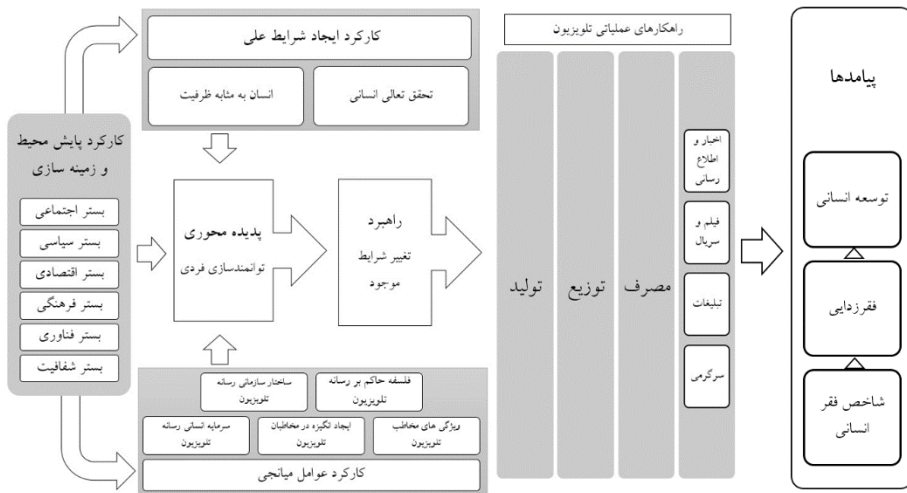 کارکرد پایش محیط
و زمینه سازی
بستر اجتماعی
بستر سیاسی
بستر اقتصادی
بستر فرهنگی
بستر فناوری
بستر شفافیت
کارکرد ایجاد شرایط علی
تحقق تعالی انسانی
انسان به مثابه ظرفیت
پدیده محوری
توانمندسازی فردی
راهبرد
تغییر شرایط
موجود
فلسفه حاکم بر رسانه
تلویزیون
ساختار سازمانی رسانه
تلویزیون
ویژگی های مخاطب
تلویزیون
ایجاد انگیزه در مخاطبان
تلویزیون
سرمایه انسانی رسانه
تلویزیون
کارکرد عوامل میانجی
راهکارهای عملیاتی تلویزیون
تولید
توزیع
مصرف
اخبار و
اطلاع
رسانی
فیلم و
سریال
تبلیغات
سرگرمی
پیامدها
توسعه انسانی
فقرزدایی
شاخص فقر
انسانی